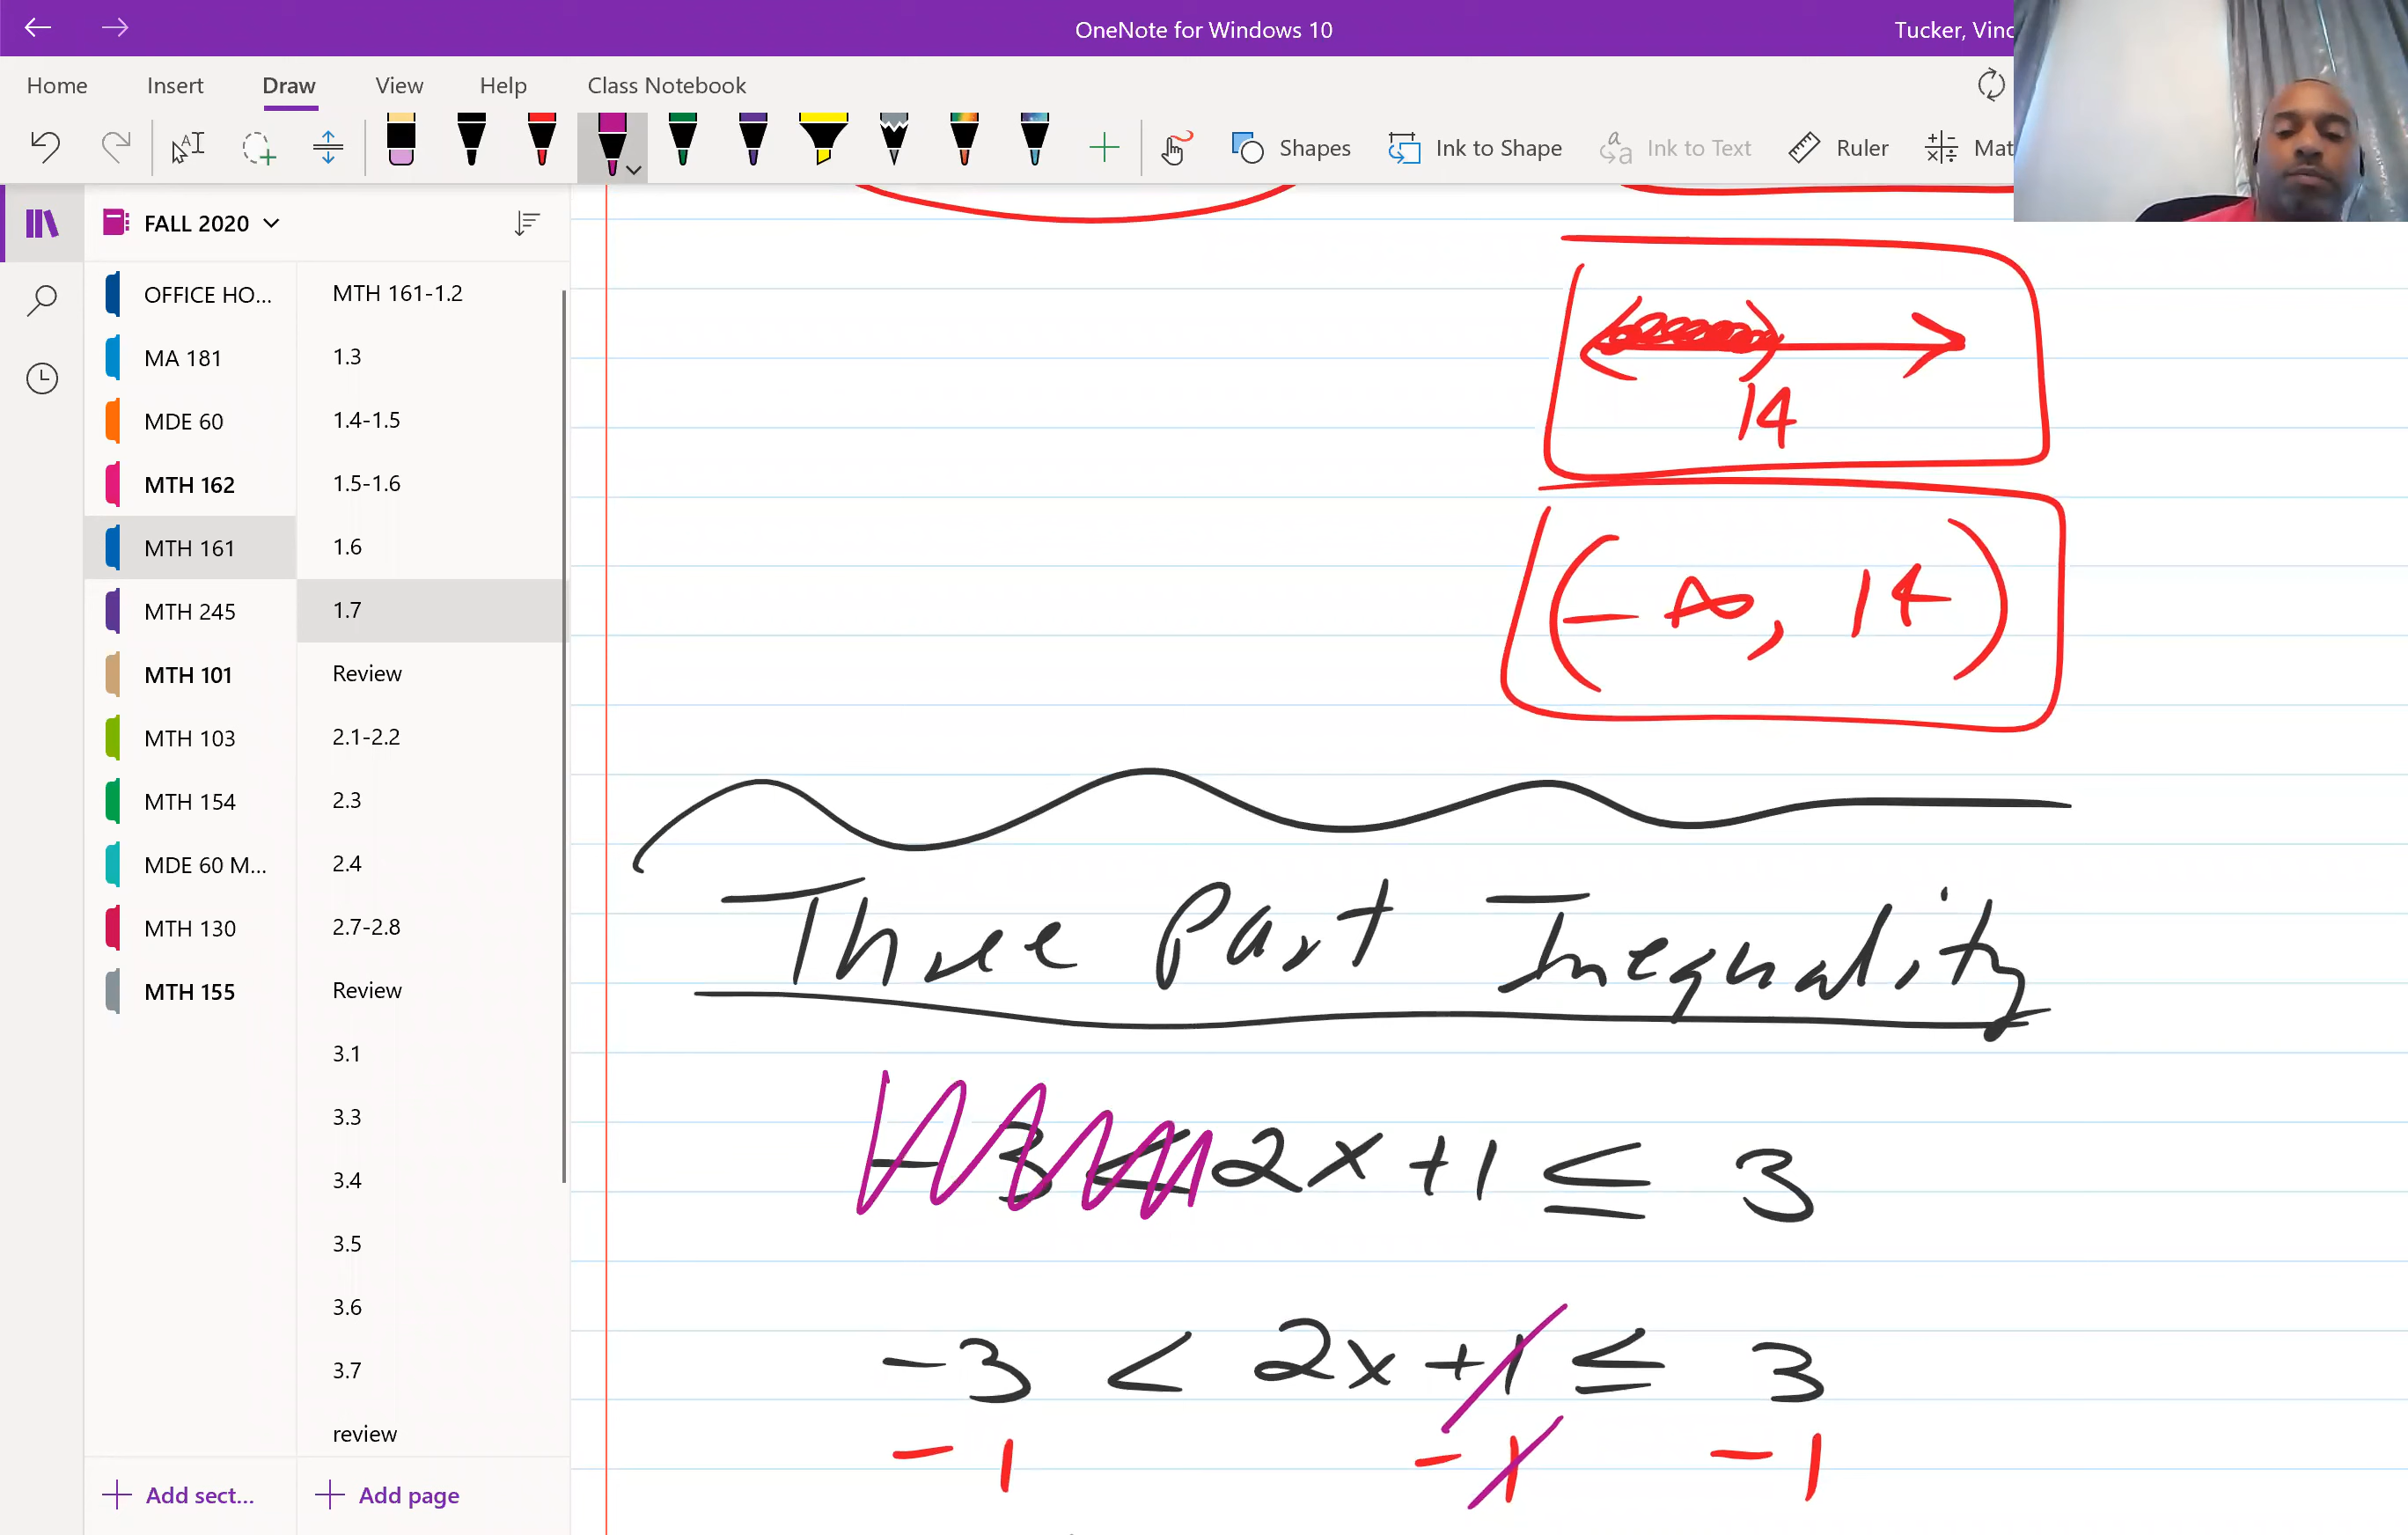 OneNote for Windows 10
Tucker, Vinc
Home Insert Draw View Help Class Notebook
Shapes Ink to Shape Ink to Text Ruler Mat
FALL 2020
OFFICE HO...
MA 181
MDE 60
MTH 162
MTH 161
MTH 245
MTH 101
MTH 103
MTH 154
MDE 60 M...
MTH 130
MTH 155
Add sect...
MTH 161-1.2
1.3
1.4-1.5
1.5-1.6
1.6
1.7
Review
2.1-2.2
2.3
2.4
2.7-2.8
Review
3.1
3.3
3.4
3.5
3.6
3.7
review
Add page
14
(-∞, 14)
Three Part Inequality
2x+1 ≤ 3
-3 < 2x+1 ≤ 3
-1 -1 -1